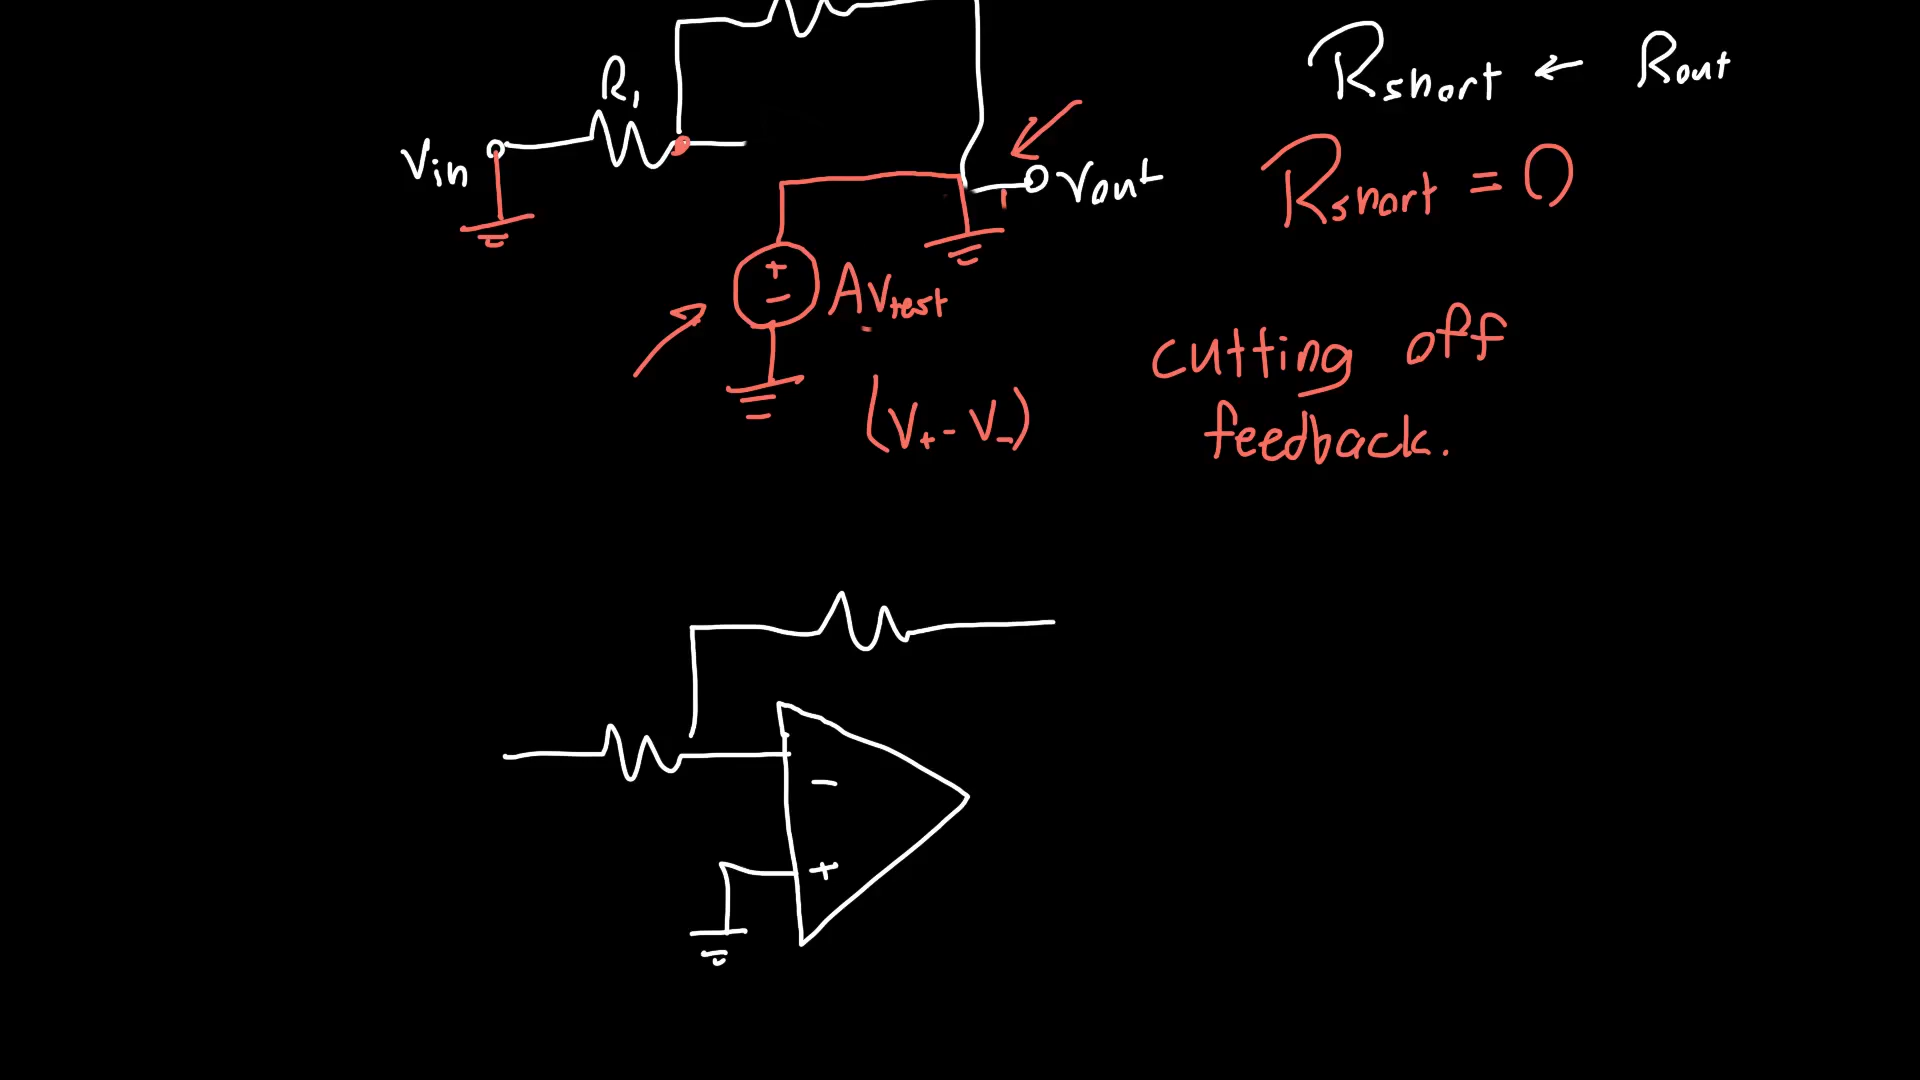 R₁
Vin
Vout
Rshort ← Rout
Rshort = 0
+
−
AVtest
(V₊ - V₋)
cutting off
feedback.
−
+